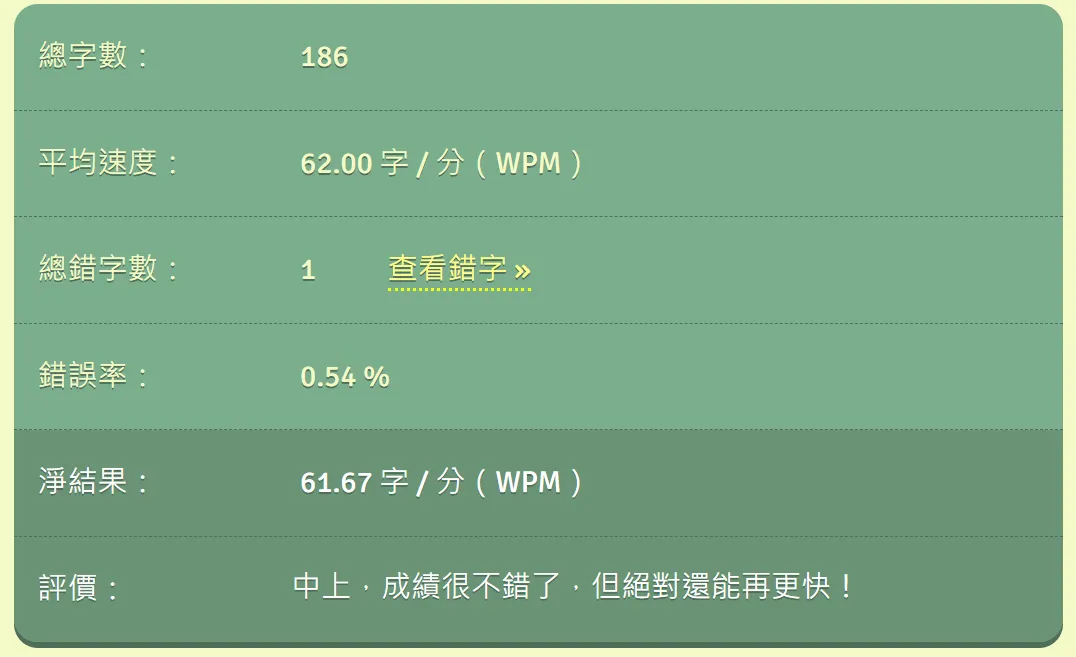 總字數： 186
平均速度： 62.00 字 / 分（ WPM ）
總錯字數： 1 查看錯字 »
錯誤率： 0.54 %
淨結果： 61.67 字 / 分（ WPM ）
評價： 中上，成績很不錯了，但絕對還能再更快！